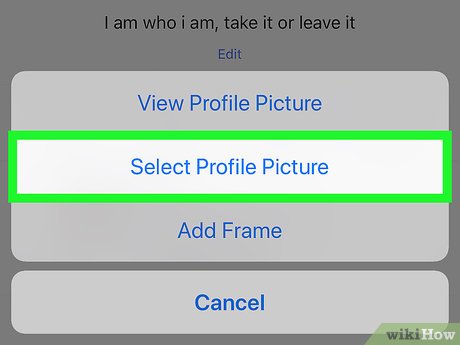 I am who i am, take it or leave it
Edit
View Profile Picture
Select Profile Picture
Add Frame
Cancel
wikiHow